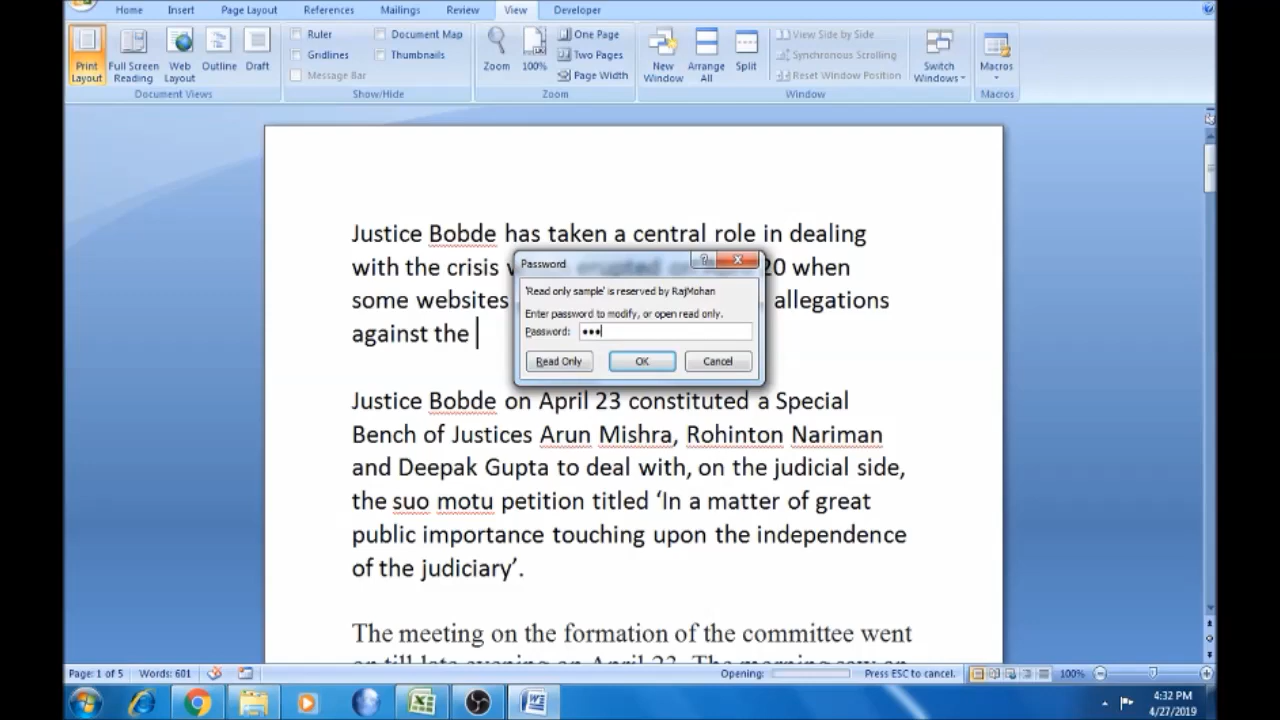 Home Insert Page Layout References Mailings Review View Developer
Ruler Document Map One Page View Side by Side
Gridlines Thumbnails Two Pages Synchronous Scrolling
Message Bar Page Width Reset Window Position
Print Layout Full Screen Reading Web Layout Outline Draft Zoom 100% New Window Arrange All Split Switch Windows Macros
Document Views Show/Hide Zoom Window Macros
Justice Bobde has taken a central role in dealing
with the crisis 20 when
some websites allegations
against the
Password
'Read only sample' is reserved by RajMohan
Enter password to modify, or open read only.
Password: •••
Read Only OK Cancel
Justice Bobde on April 23 constituted a Special
Bench of Justices Arun Mishra, Rohinton Nariman
and Deepak Gupta to deal with, on the judicial side,
the suo motu petition titled ‘In a matter of great
public importance touching upon the independence
of the judiciary’.
The meeting on the formation of the committee went
Page: 1 of 5 Words: 601 Opening: Press ESC to cancel. 100%
4:32 PM
4/27/2019